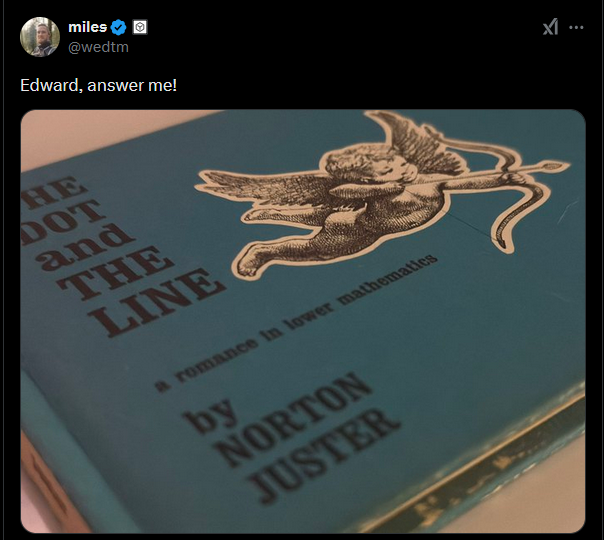 miles
@wedtm
Edward, answer me!
HE
DOT
and
THE
LINE
a romance in lower mathematics
by
NORTON
JUSTER